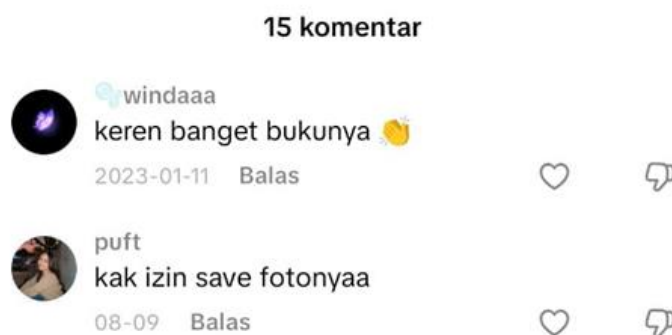 15 komentar
🫧windaaa
keren banget bukunya 👏
2023-01-11 Balas
puft
kak izin save fotonyaa
08-09 Balas